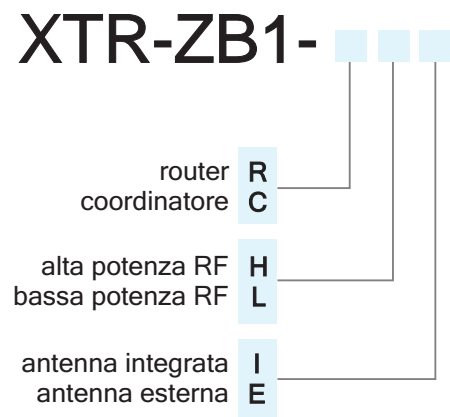 XTR-ZB1-
router R
coordinatore C
alta potenza RF H
bassa potenza RF L
antenna integrata I
antenna esterna E